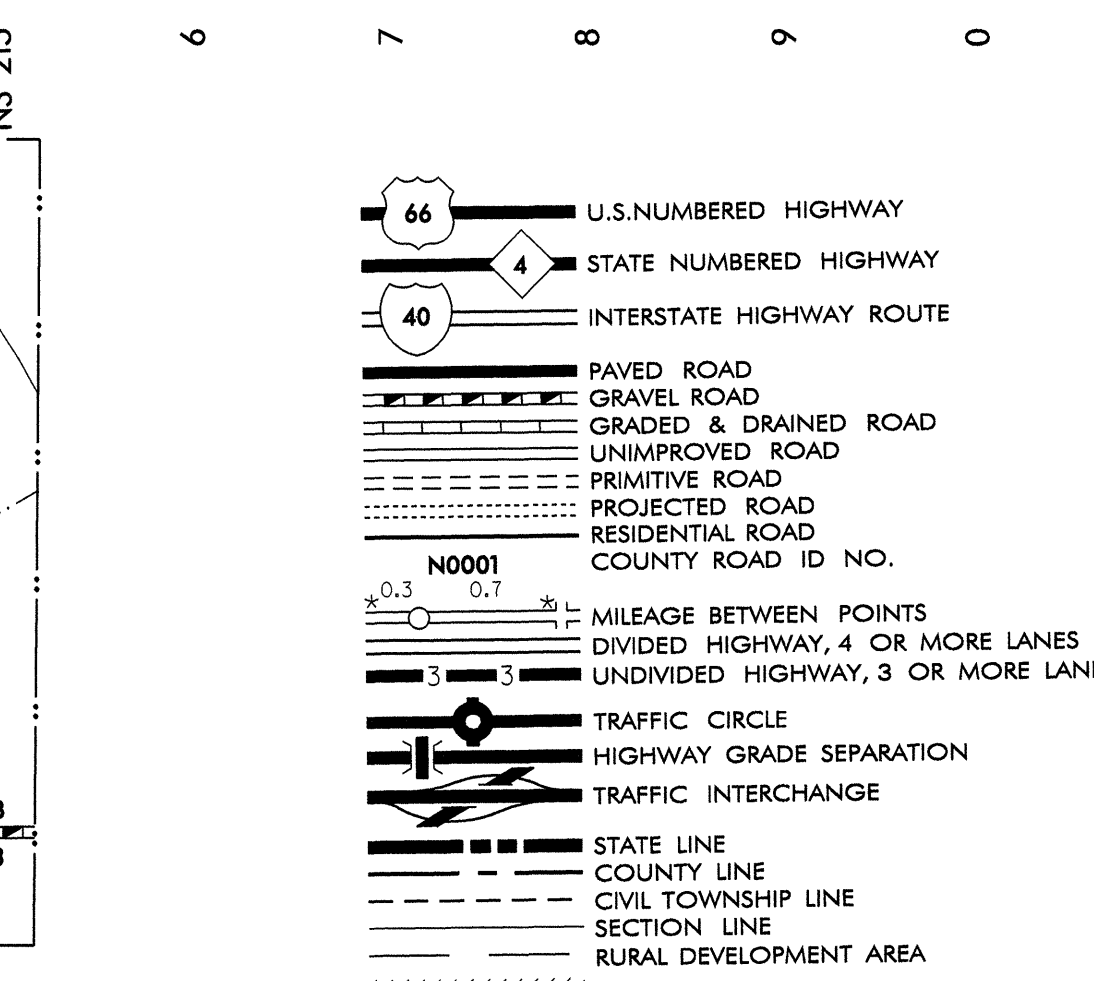 NS 215
6
7
8
9
0
66 U.S.NUMBERED HIGHWAY
4 STATE NUMBERED HIGHWAY
40 INTERSTATE HIGHWAY ROUTE
PAVED ROAD
GRAVEL ROAD
GRADED & DRAINED ROAD
UNIMPROVED ROAD
PRIMITIVE ROAD
PROJECTED ROAD
RESIDENTIAL ROAD
N0001 COUNTY ROAD ID NO.
* 0.3 0.7 * MILEAGE BETWEEN POINTS
DIVIDED HIGHWAY, 4 OR MORE LANES
3 3 UNDIVIDED HIGHWAY, 3 OR MORE
TRAFFIC CIRCLE
HIGHWAY GRADE SEPARATION
TRAFFIC INTERCHANGE
STATE LINE
COUNTY LINE
CIVIL TOWNSHIP LINE
SECTION LINE
RURAL DEVELOPMENT AREA